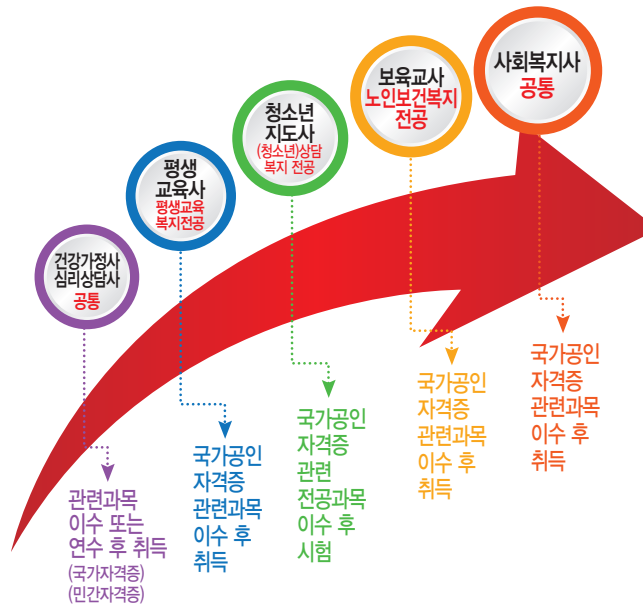 건강가정사
심리상담사
공통
관련과목
이수 또는
연수 후 취득
(국가자격증)
(민간자격증)
평생
교육사
평생교육
복지전공
국가공인
자격증
관련과목
이수 후
취득
청소년
지도사
(청소년)상담
복지 전공
국가공인
자격증
관련
전공과목
이수 후
시험
보육교사
노인보건복지
전공
국가공인
자격증
관련과목
이수 후
취득
사회복지사
공통
국가공인
자격증
관련과목
이수 후
취득